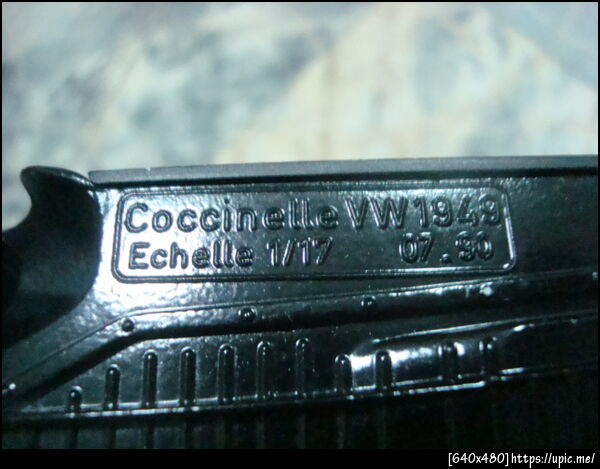 Coccinelle VW 1949
Echelle 1/17 07.90
[640x480]https://upic.me/